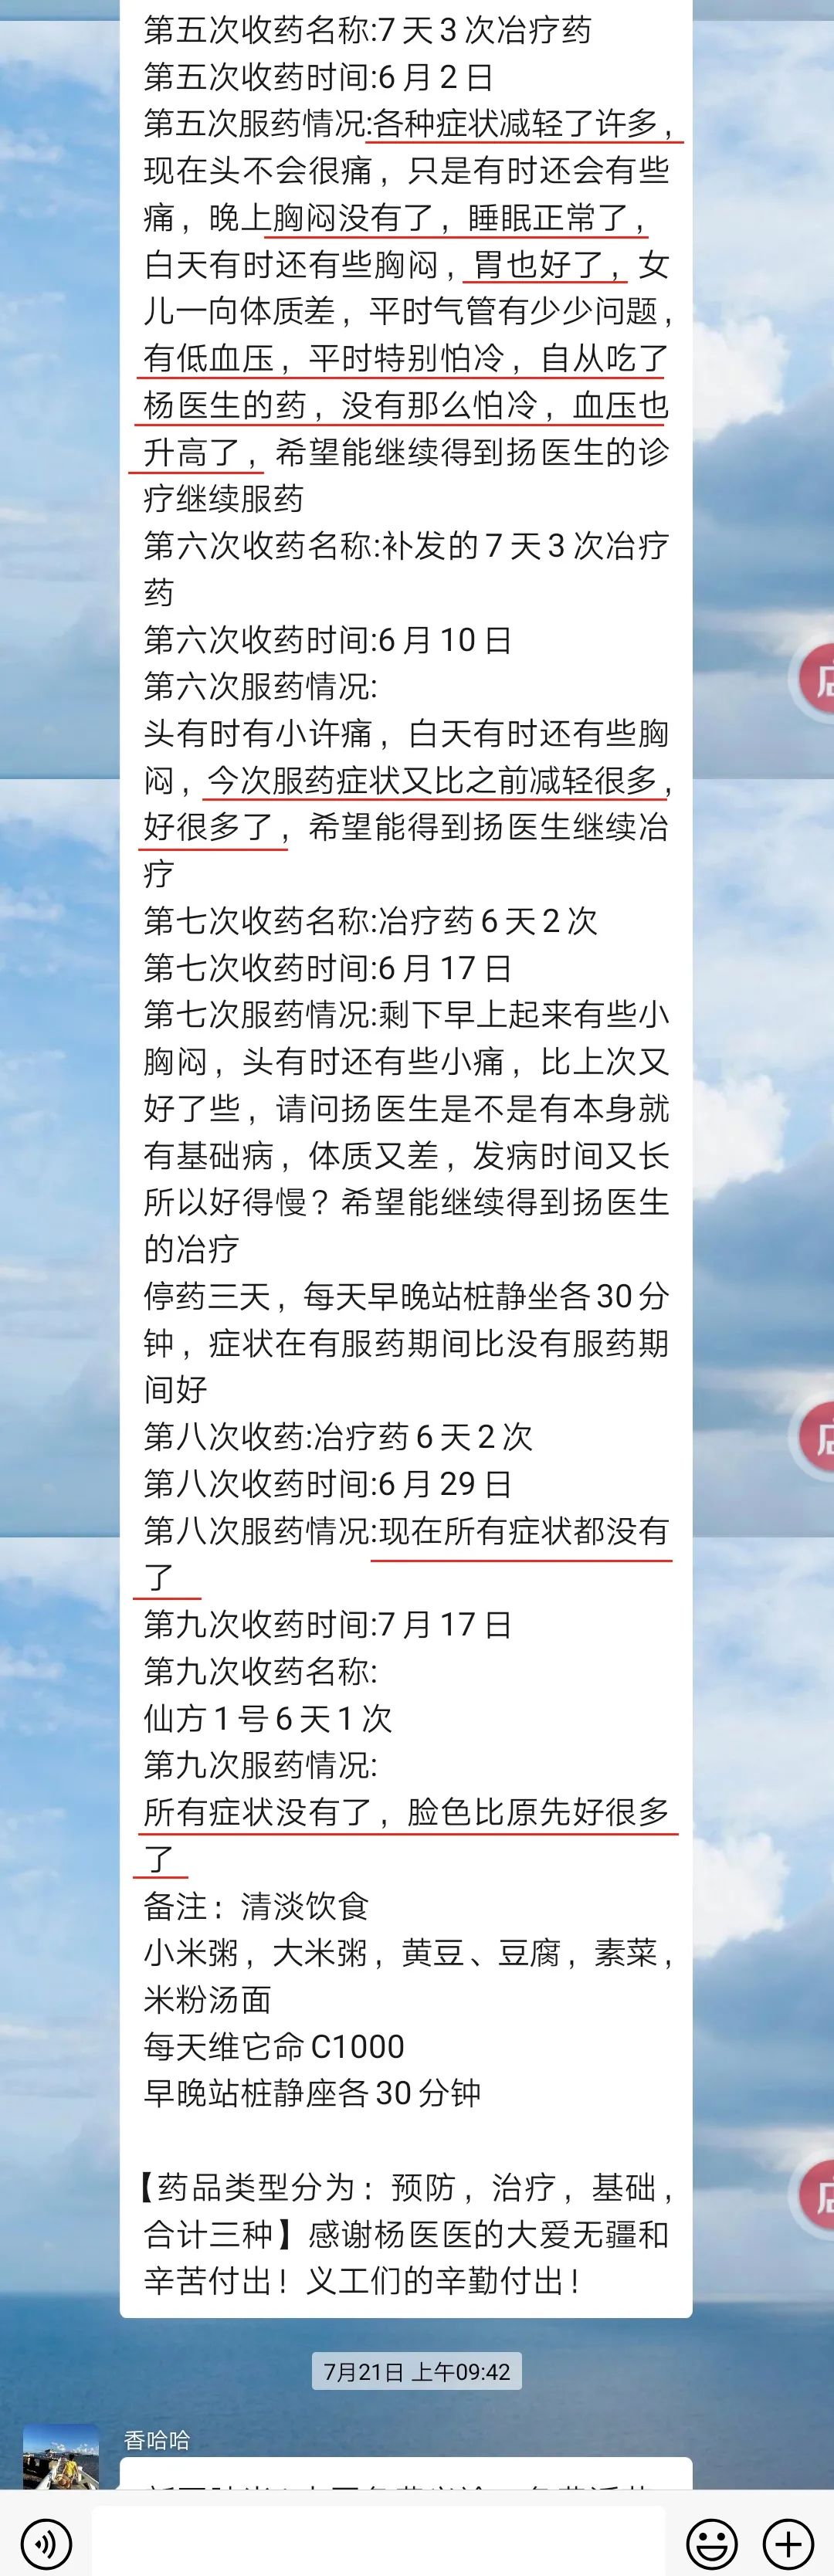 第五次收药名称:7天3次冶疗药
第五次收药时间:6月2日
第五次服药情况:各种症状减轻了许多，
现在头不会很痛，只是有时还会有些
痛，晚上胸闷没有了，睡眠正常了，
白天有时还有些胸闷，胃也好了，女
儿一向体质差，平时气管有少少问题，
有低血压，平时特别怕冷，自从吃了
杨医生的药，没有那么怕冷，血压也
升高了，希望能继续得到扬医生的诊
疗继续服药
第六次收药名称:补发的7天3次冶疗
药
第六次收药时间:6月10日
第六次服药情况:
头有时有小许痛，白天有时还有些胸
闷，今次服药症状又比之前减轻很多，
好很多了，希望能得到扬医生继续冶
疗
第七次收药名称:冶疗药6天2次
第七次收药时间:6月17日
第七次服药情况:剩下早上起来有些小
胸闷，头有时还有些小痛，比上次又
好了些，请问扬医生是不是有本身就
有基础病，体质又差，发病时间又长
所以好得慢？希望能继续得到扬医生
的冶疗
停药三天，每天早晚站桩静坐各30分
钟，症状在有服药期间比没有服药期
间好
第八次收药:冶疗药6天2次
第八次收药时间:6月29日
第八次服药情况:现在所有症状都没有
了
第九次收药时间:7月17日
第九次收药名称:
仙方1号6天1次
第九次服药情况:
所有症状没有了，脸色比原先好很多
了
备注：清淡饮食
小米粥，大米粥，黄豆、豆腐，素菜，
米粉汤面
每天维它命C1000
早晚站桩静座各30分钟
【药品类型分为：预防，治疗，基础，
合计三种】感谢杨医医的大爱无疆和
辛苦付出！义工们的辛勤付出！
7月21日 上午09:42
香哈哈